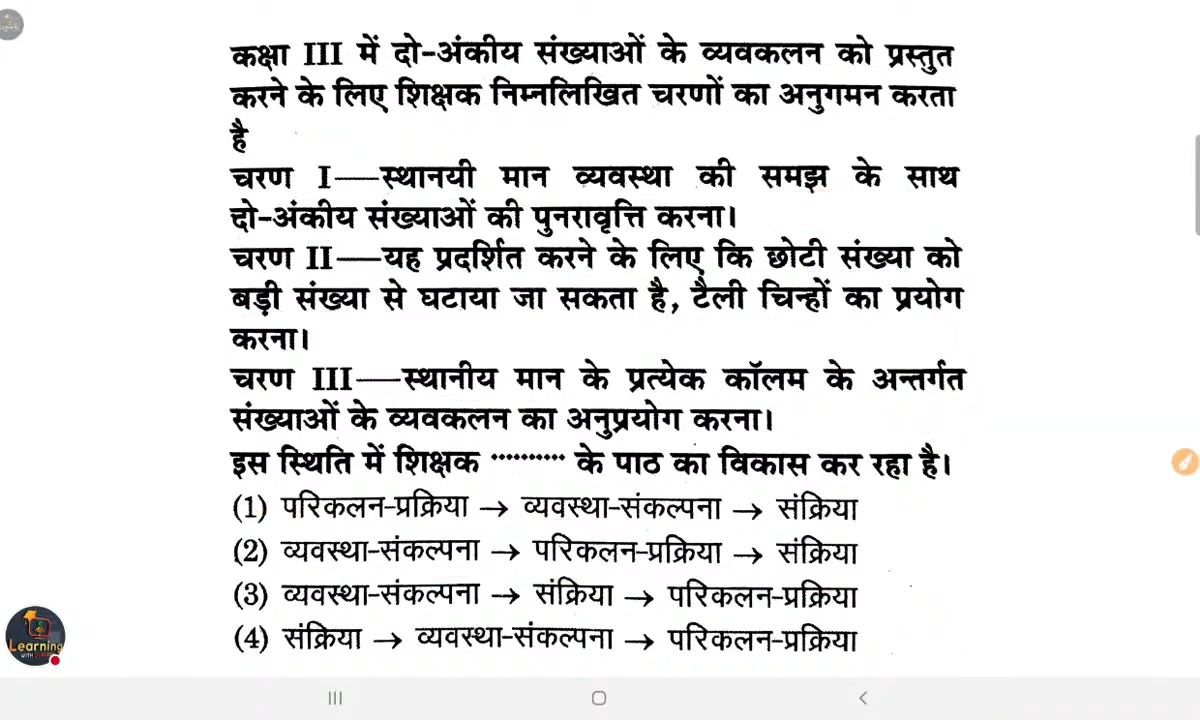 कक्षा III में दो-अंकीय संख्याओं के व्यवकलन को प्रस्तुत
करने के लिए शिक्षक निम्नलिखित चरणों का अनुगमन करता
है
चरण I—स्थानयी मान व्यवस्था की समझ के साथ
दो-अंकीय संख्याओं की पुनरावृत्ति करना।
चरण II—यह प्रदर्शित करने के लिए कि छोटी संख्या को
बड़ी संख्या से घटाया जा सकता है, टैली चिन्हों का प्रयोग
करना।
चरण III—स्थानीय मान के प्रत्येक कॉलम के अन्तर्गत
संख्याओं के व्यवकलन का अनुप्रयोग करना।
इस स्थिति में शिक्षक ........... के पाठ का विकास कर रहा है।
(1) परिकलन-प्रक्रिया → व्यवस्था-संकल्पना → संक्रिया
(2) व्यवस्था-संकल्पना → परिकलन-प्रक्रिया → संक्रिया
(3) व्यवस्था-संकल्पना → संक्रिया → परिकलन-प्रक्रिया
(4) संक्रिया → व्यवस्था-संकल्पना → परिकलन-प्रक्रिया
Learning